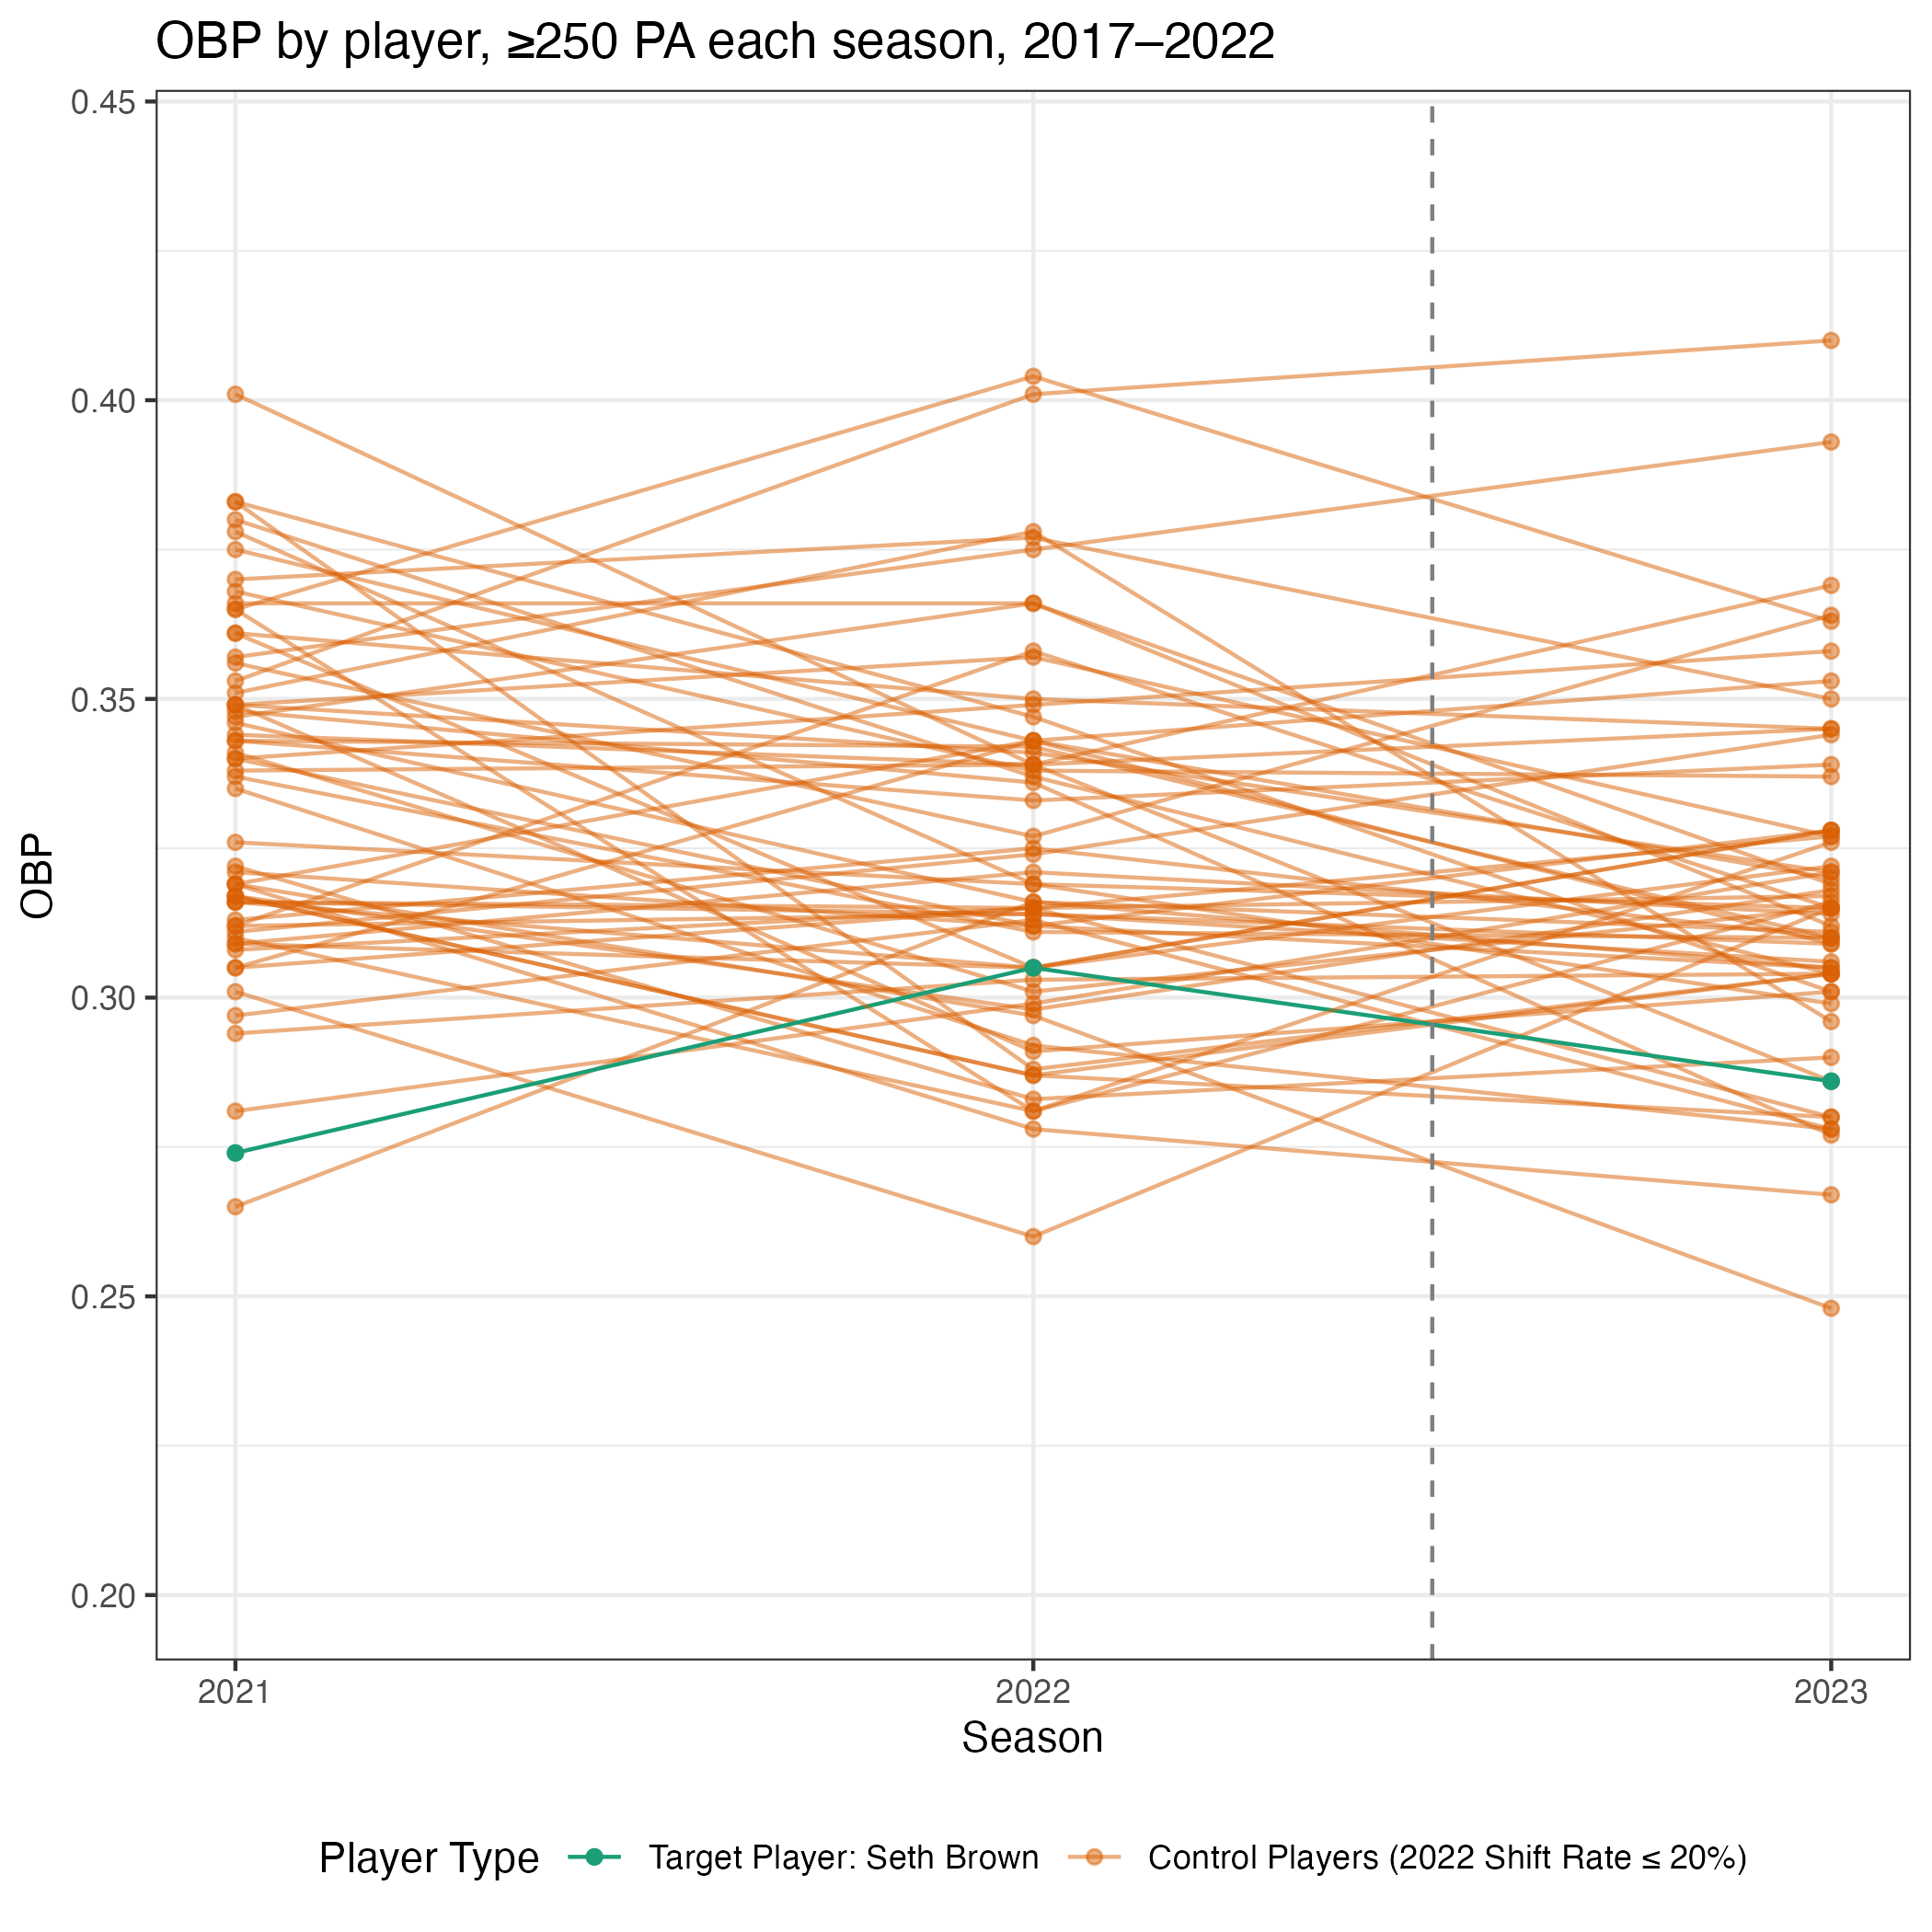 OBP by player, ≥250 PA each season, 2017–2022
0.45
0.40
0.35
0.30
0.25
0.20
OBP
2021 2022 2023
Season
Player Type Target Player: Seth Brown Control Players (2022 Shift Rate ≤ 20%)